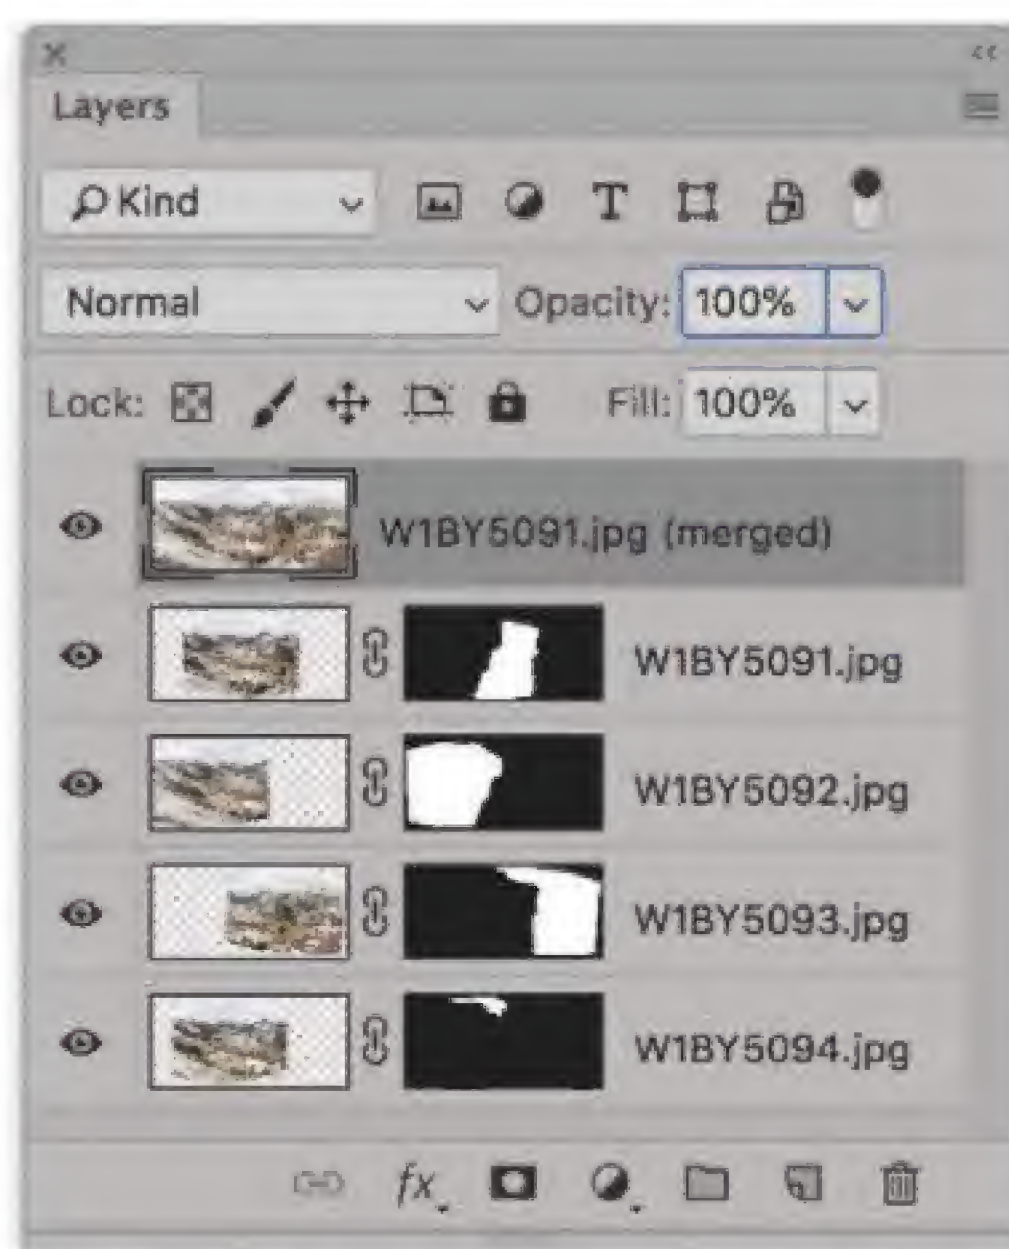 Layers
Kind
Normal Opacity: 100%
Lock: Fill: 100%
W1BY5091.jpg (merged)
W1BY5091.jpg
W1BY5092.jpg
W1BY5093.jpg
W1BY5094.jpg
fx